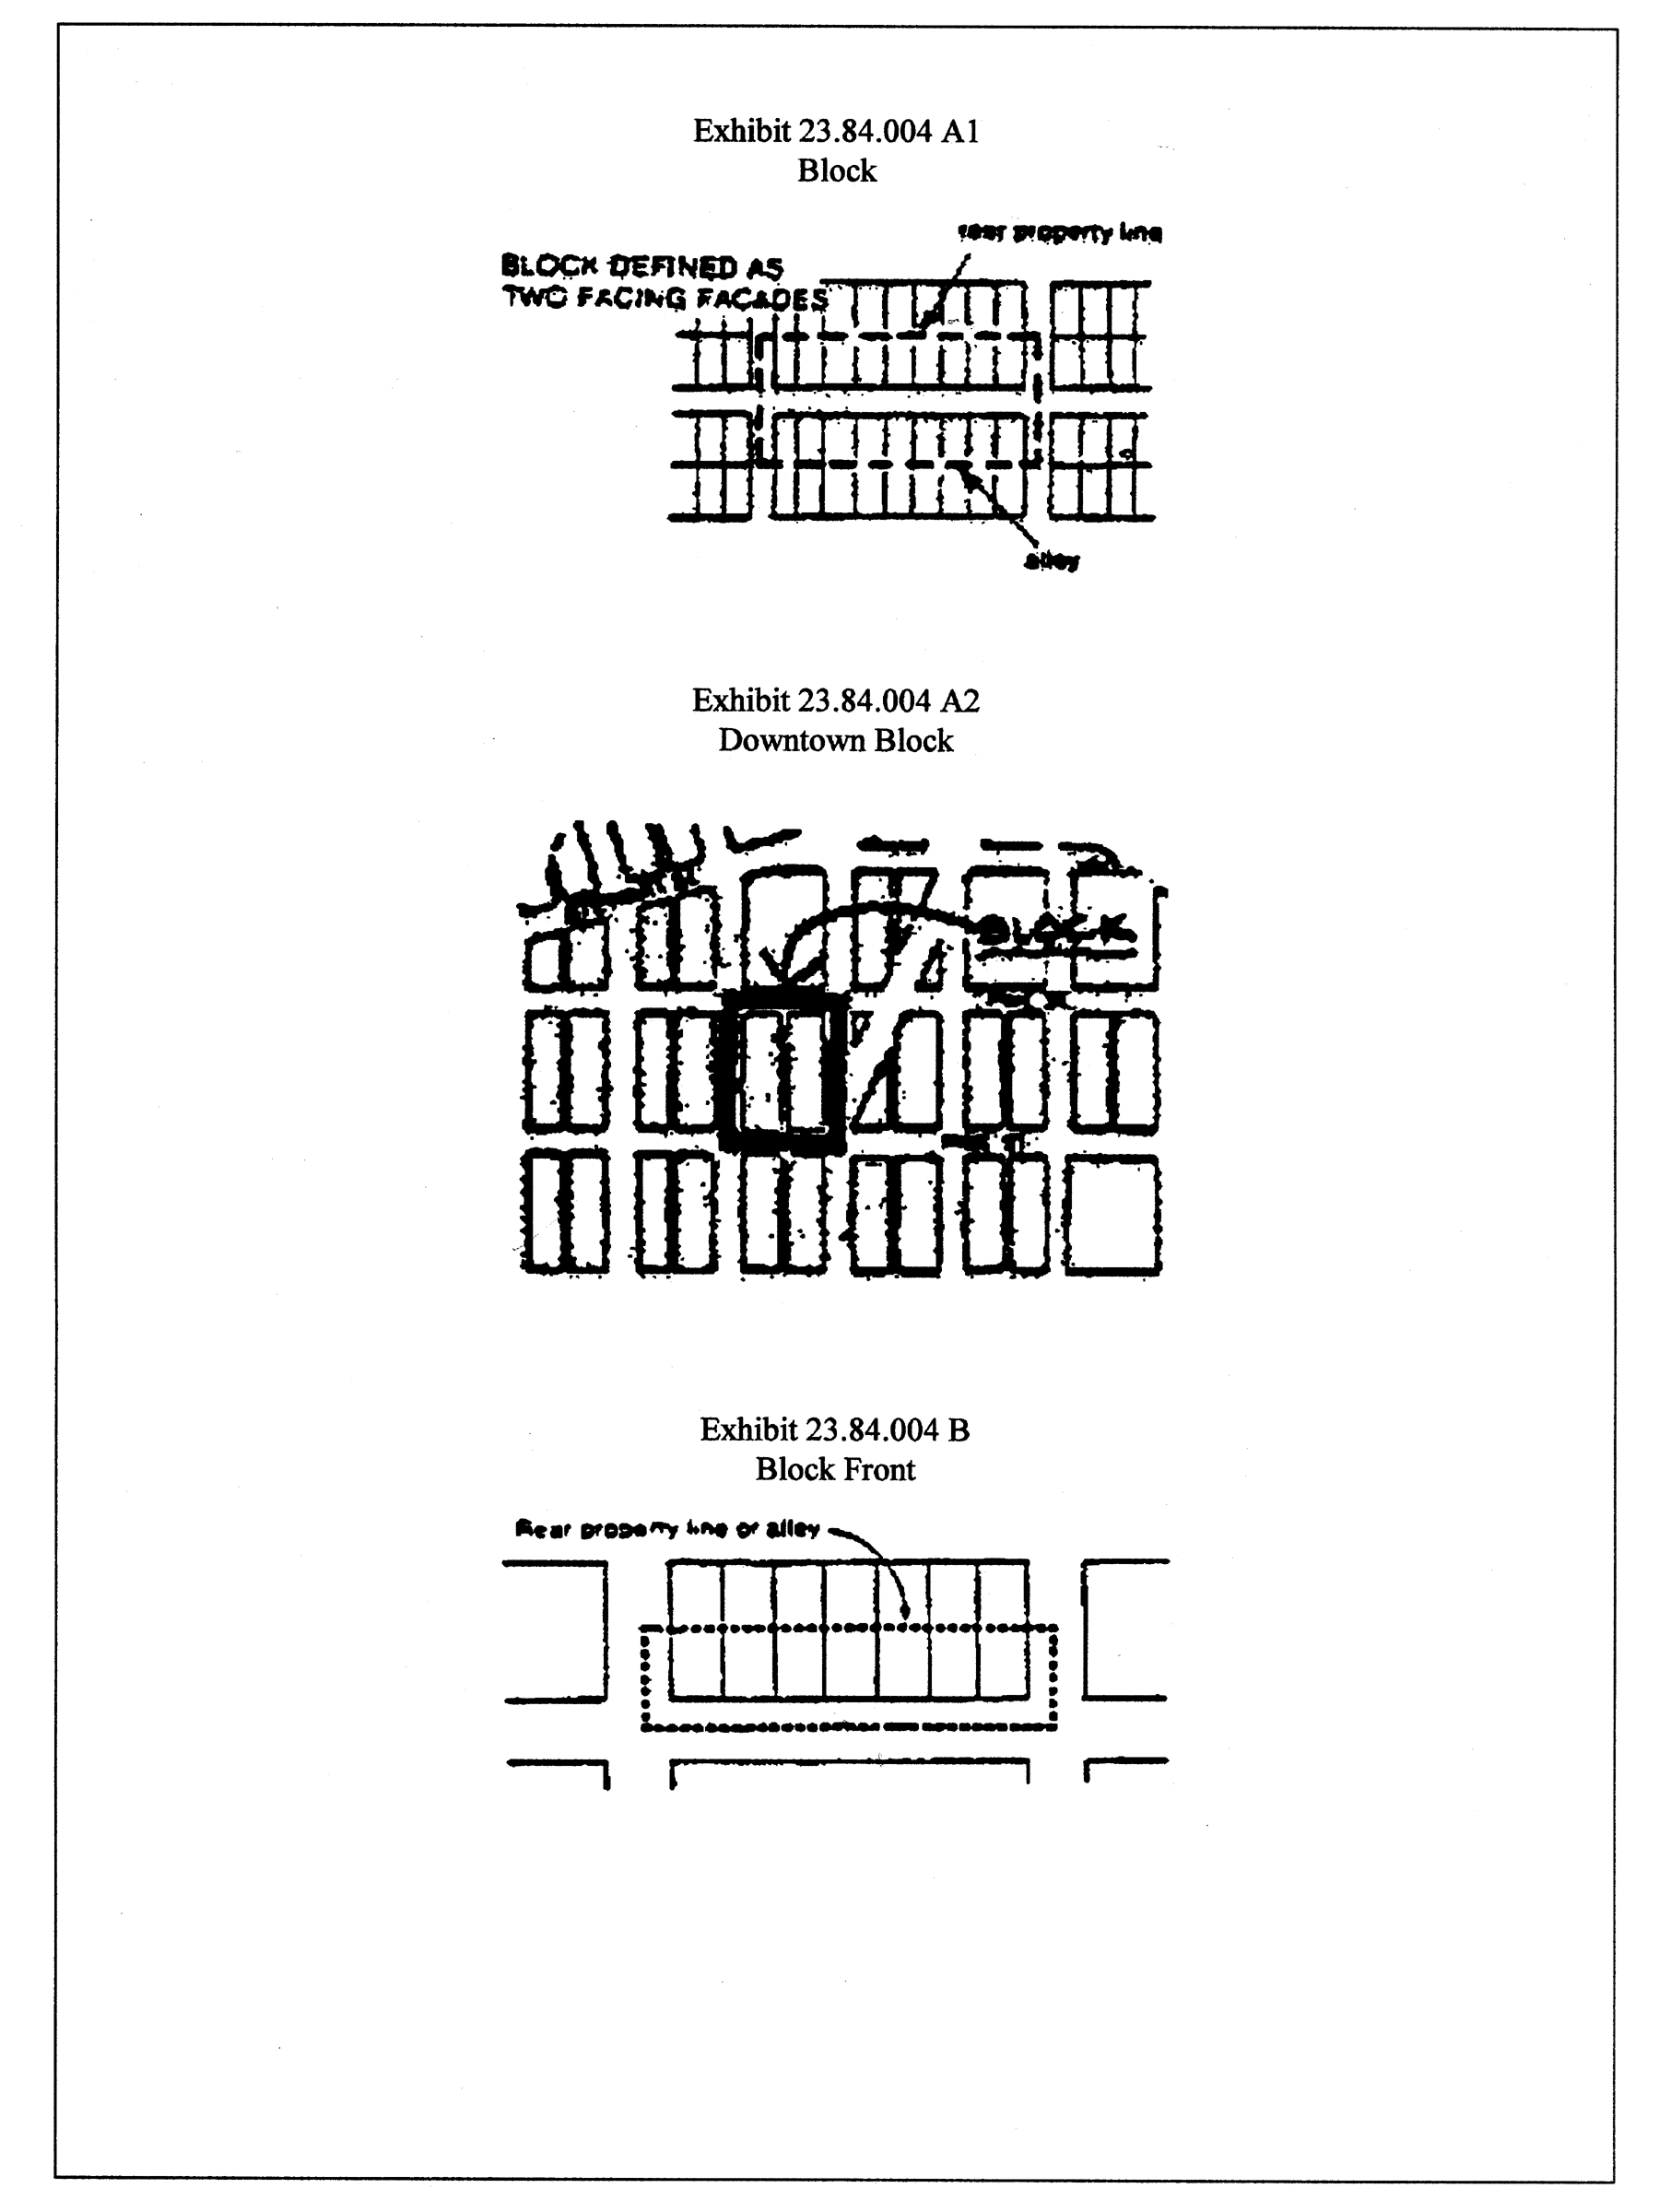 Exhibit 23.84.004 A1
Block
rear property line
BLOCK DEFINED AS
TWO FACING FACADES
alley
Exhibit 23.84.004 A2
Downtown Block
BLOCK
Exhibit 23.84.004 B
Block Front
Rear property line or alley